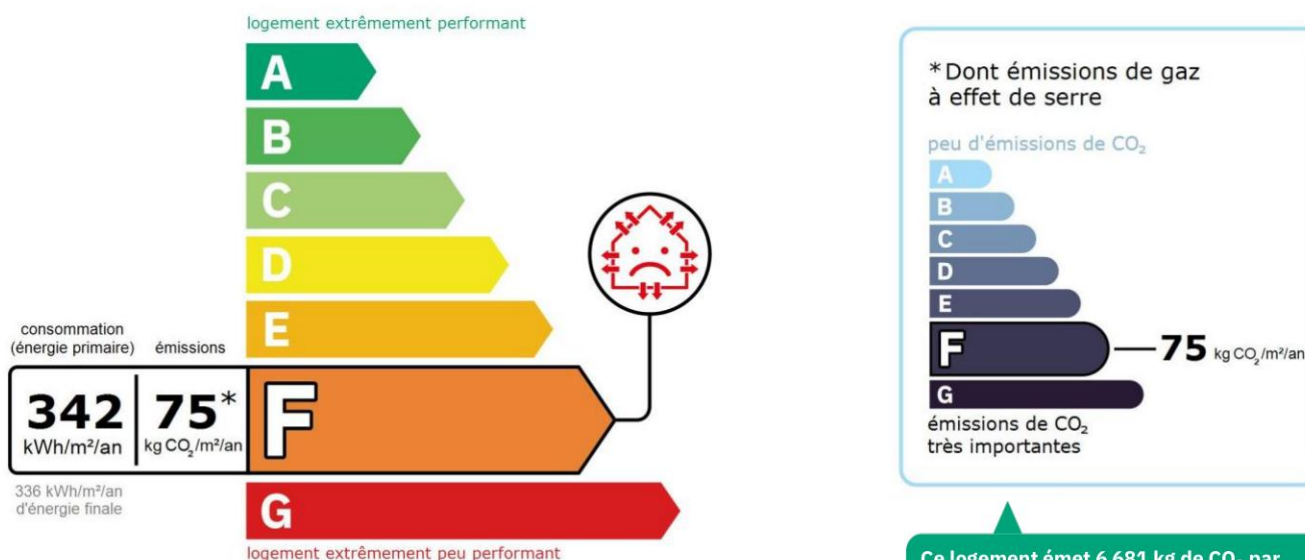 logement extrêmement performant
A
B
C
D
E
consommation
(énergie primaire)
émissions
342
kWh/m²/an
75*
kg CO₂/m²/an
F
336 kWh/m²/an
d'énergie finale
G
logement extrêmement peu performant
*Dont émissions de gaz
à effet de serre
peu d'émissions de CO₂
A
B
C
D
E
F
75 kg CO₂/m²/an
G
émissions de CO₂
très importantes
Ce logement émet 6 681 kg de CO₂ par